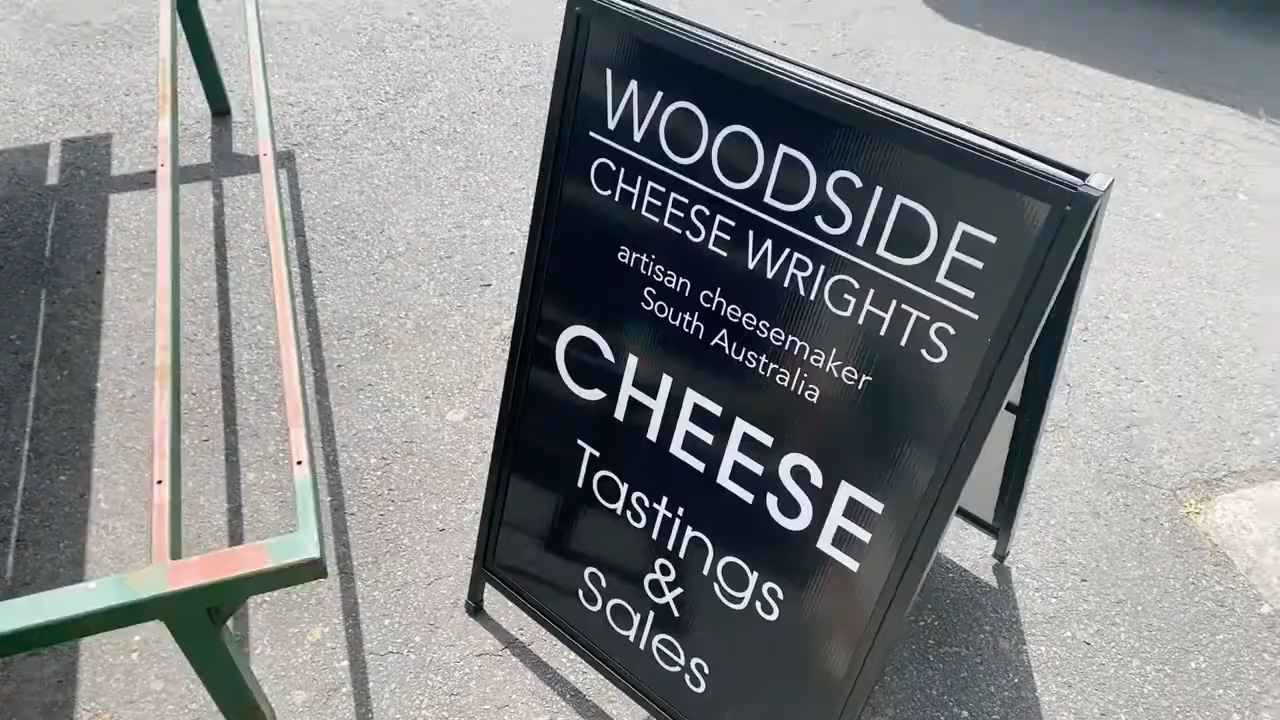 WOODSIDE
CHEESE WRIGHTS
artisan cheesemaker
South Australia
CHEESE
Tastings
&
Sales